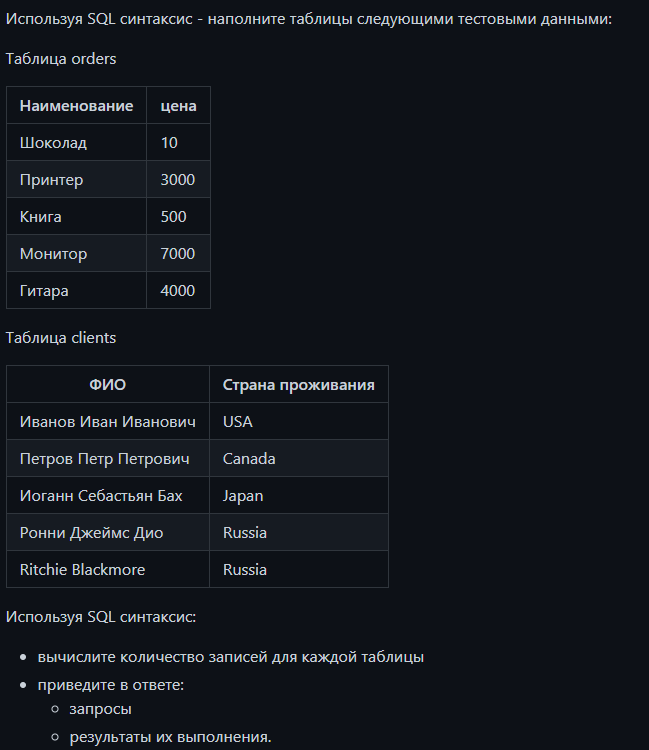 Используя SQL синтаксис - наполните таблицы следующими тестовыми данными:
Таблица orders
Наименование цена
Шоколад 10
Принтер 3000
Книга 500
Монитор 7000
Гитара 4000
Таблица clients
ФИО Страна проживания
Иванов Иван Иванович USA
Петров Петр Петрович Canada
Иоганн Себастьян Бах Japan
Ронни Джеймс Дио Russia
Ritchie Blackmore Russia
Используя SQL синтаксис:
вычислите количество записей для каждой таблицы
приведите в ответе:
запросы
результаты их выполнения.